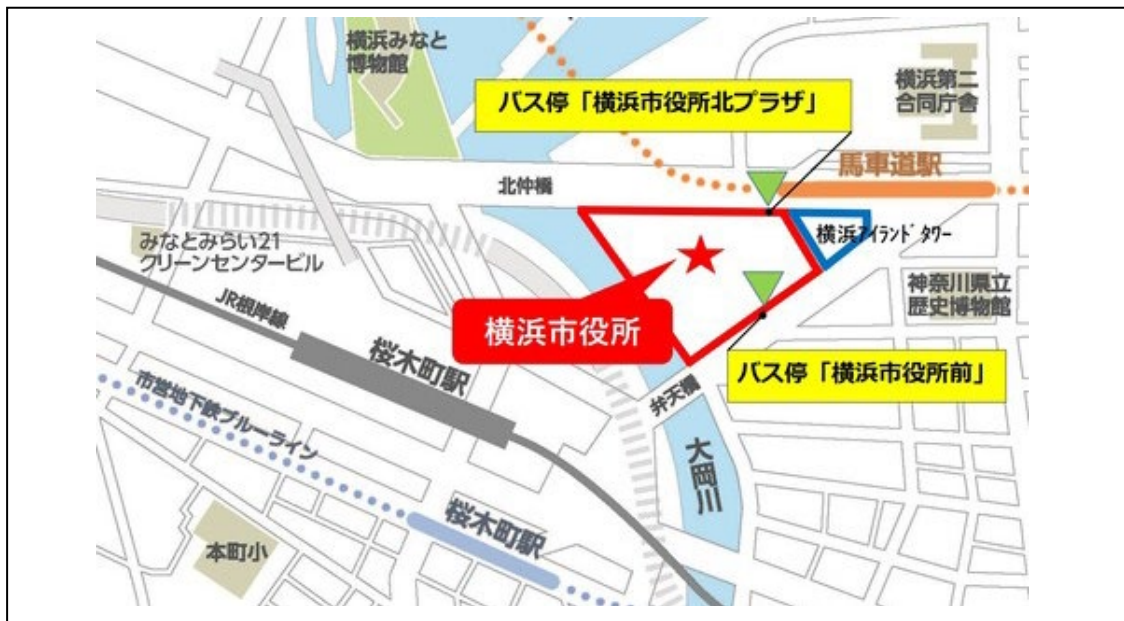 横浜みなと
博物館
バス停「横浜市役所北プラザ」
横浜第二
合同庁舎
馬車道駅
北仲橋
みなとみらい21
クリーンセンタービル
横浜アイランドタワー
神奈川県立
歴史博物館
JR根岸線
横浜市役所
桜木町駅
バス停「横浜市役所前」
弁天橋
市営地下鉄ブルーライン
大岡川
桜木町駅
本町小